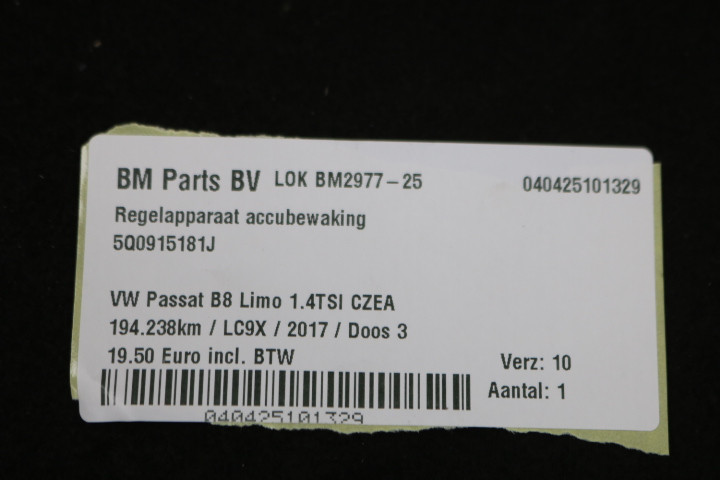 BM Parts BV LOK BM2977-25 040425101329
Regelapparaat accubewaking
5Q0915181J
VW Passat B8 Limo 1.4TSI CZEA
194.238km / LC9X / 2017 / Doos 3
19.50 Euro incl. BTW Verz: 10
Aantal: 1
040425101329